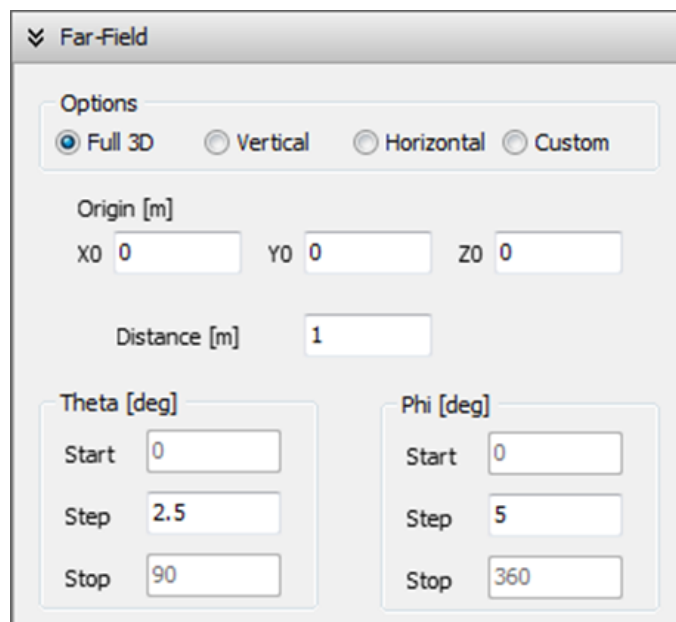 Far-Field
Options
Full 3D Vertical Horizontal Custom
Origin [m]
X0 0 Y0 0 Z0 0
Distance [m] 1
Theta [deg] Phi [deg]
Start 0 Start 0
Step 2.5 Step 5
Stop 90 Stop 360